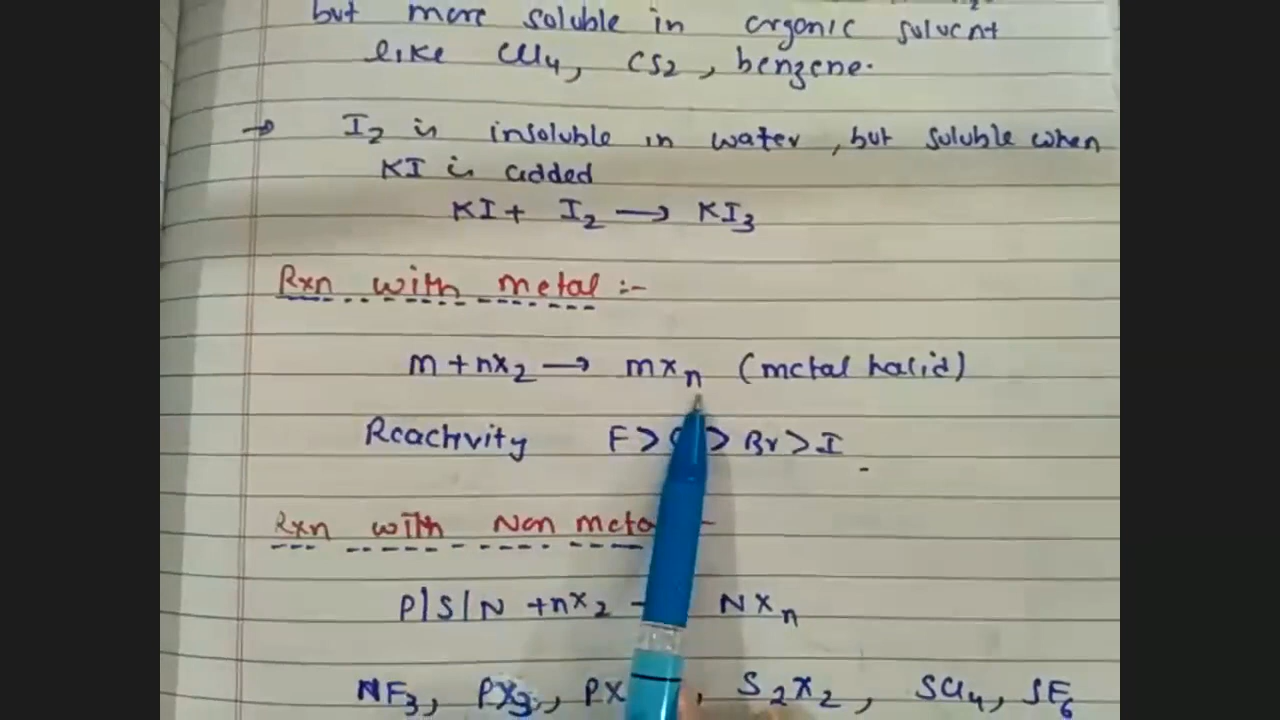 but more soluble in organic solvent
like CCl4, CS2, benzene.
→ I2 is insoluble in water, but soluble when
KI is added
KI + I2 → KI3
Rxn with metal :-
m + nx2 → mxn (metal halid)
Reactivity F > > Br > I
Rxn with Non
P|S|N + nx2 - NXn
NF3, PX3, PX , S2X2, SCl4, SF6